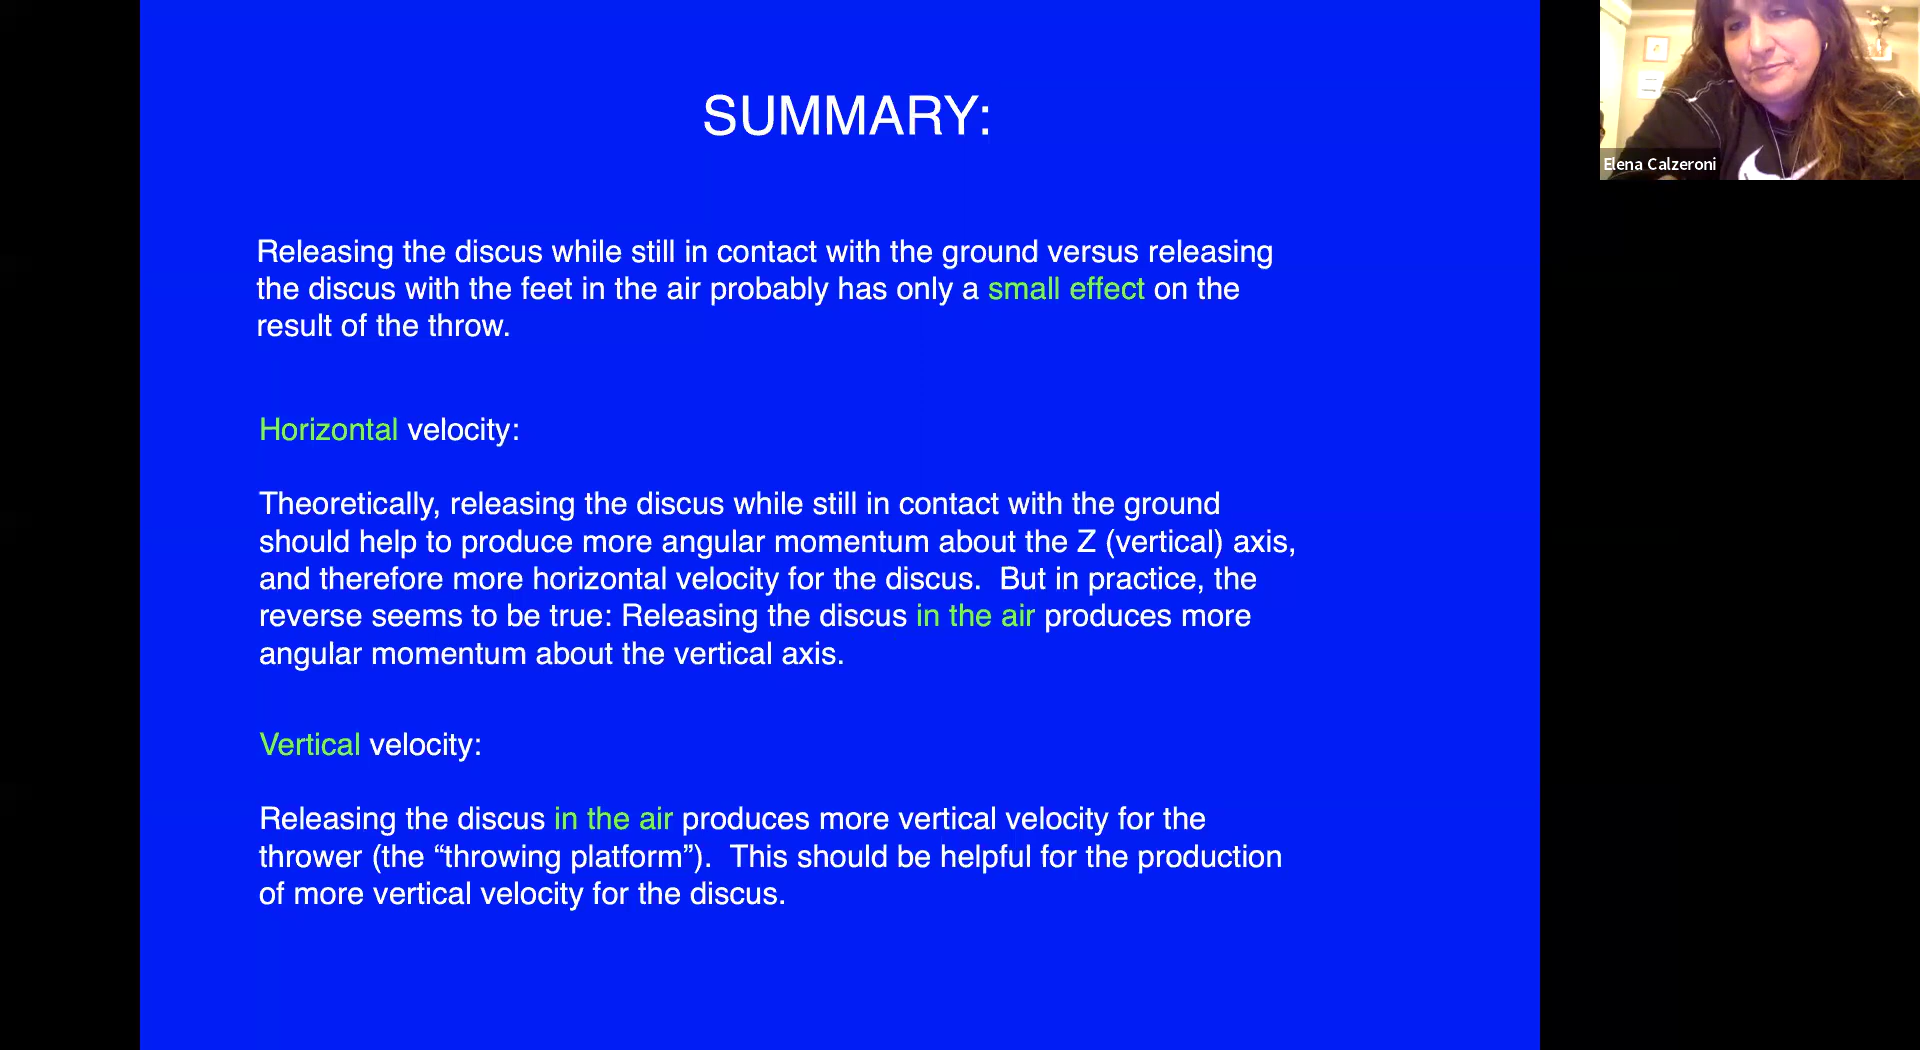 SUMMARY:
Releasing the discus while still in contact with the ground versus releasing
the discus with the feet in the air probably has only a small effect on the
result of the throw.
Horizontal velocity:
Theoretically, releasing the discus while still in contact with the ground
should help to produce more angular momentum about the Z (vertical) axis,
and therefore more horizontal velocity for the discus.  But in practice, the
reverse seems to be true: Releasing the discus in the air produces more
angular momentum about the vertical axis.
Vertical velocity:
Releasing the discus in the air produces more vertical velocity for the
thrower (the “throwing platform”).  This should be helpful for the production
of more vertical velocity for the discus.
Elena Calzeroni